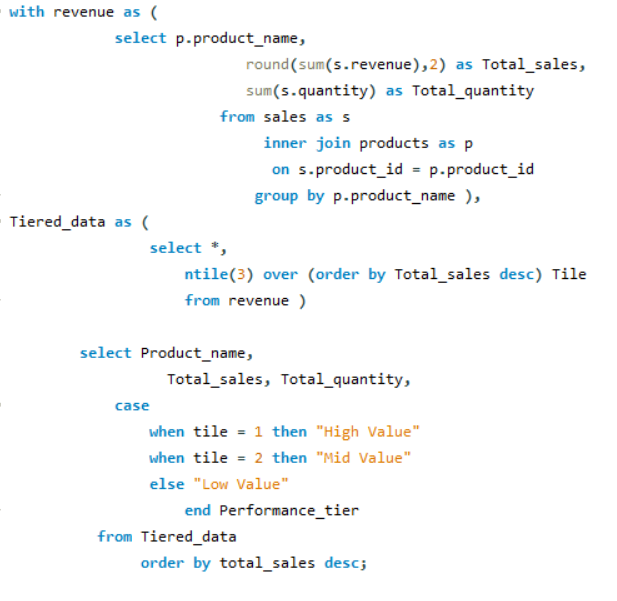 with revenue as (
select p.product_name,
round(sum(s.revenue),2) as Total_sales,
sum(s.quantity) as Total_quantity
from sales as s
inner join products as p
on s.product_id = p.product_id
group by p.product_name ),
Tiered_data as (
select *,
ntile(3) over (order by Total_sales desc) Tile
from revenue )
select Product_name,
Total_sales, Total_quantity,
case
when tile = 1 then "High Value"
when tile = 2 then "Mid Value"
else "Low Value"
end Performance_tier
from Tiered_data
order by total_sales desc;